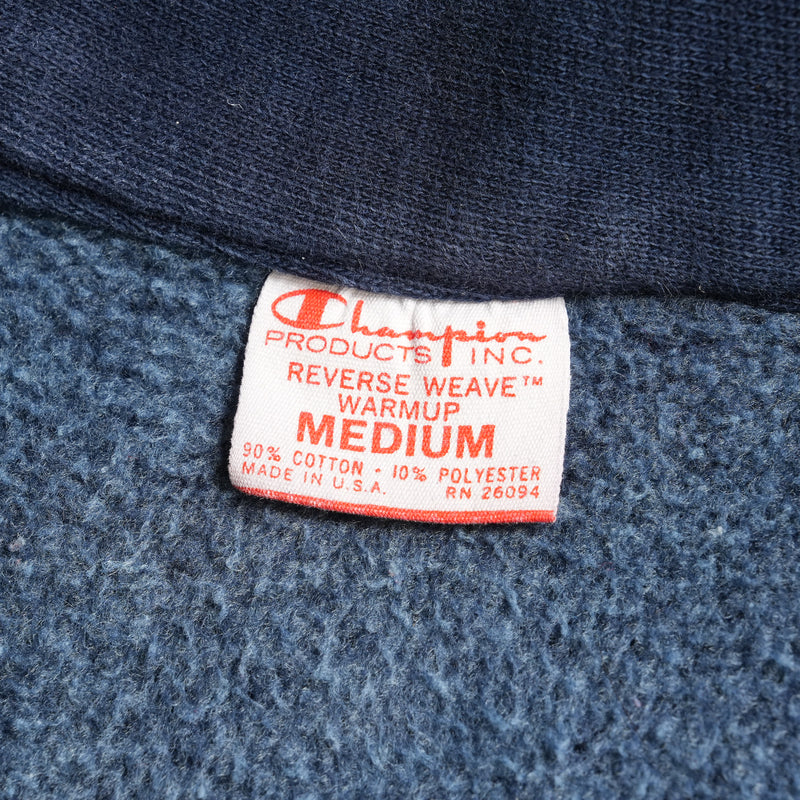 Champion
PRODUCTS INC.
REVERSE WEAVE™
WARMUP
MEDIUM
90% COTTON · 10% POLYESTER
MADE IN U.S.A. RN 26094